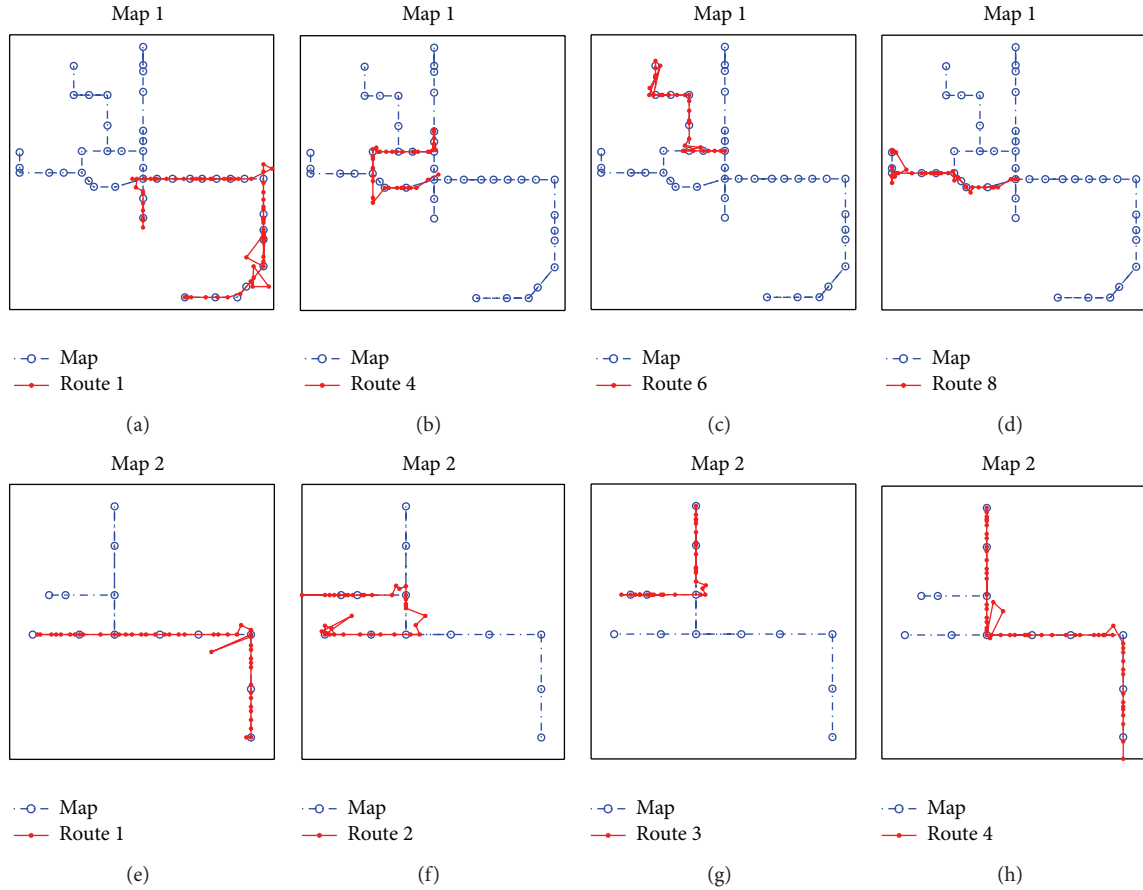 Map 1
Map 1
Map 1
Map 1
Map
Route 1
Map
Route 4
Map
Route 6
Map
Route 8
(a)
(b)
(c)
(d)
Map 2
Map 2
Map 2
Map 2
Map
Route 1
Map
Route 2
Map
Route 3
Map
Route 4
(e)
(f)
(g)
(h)